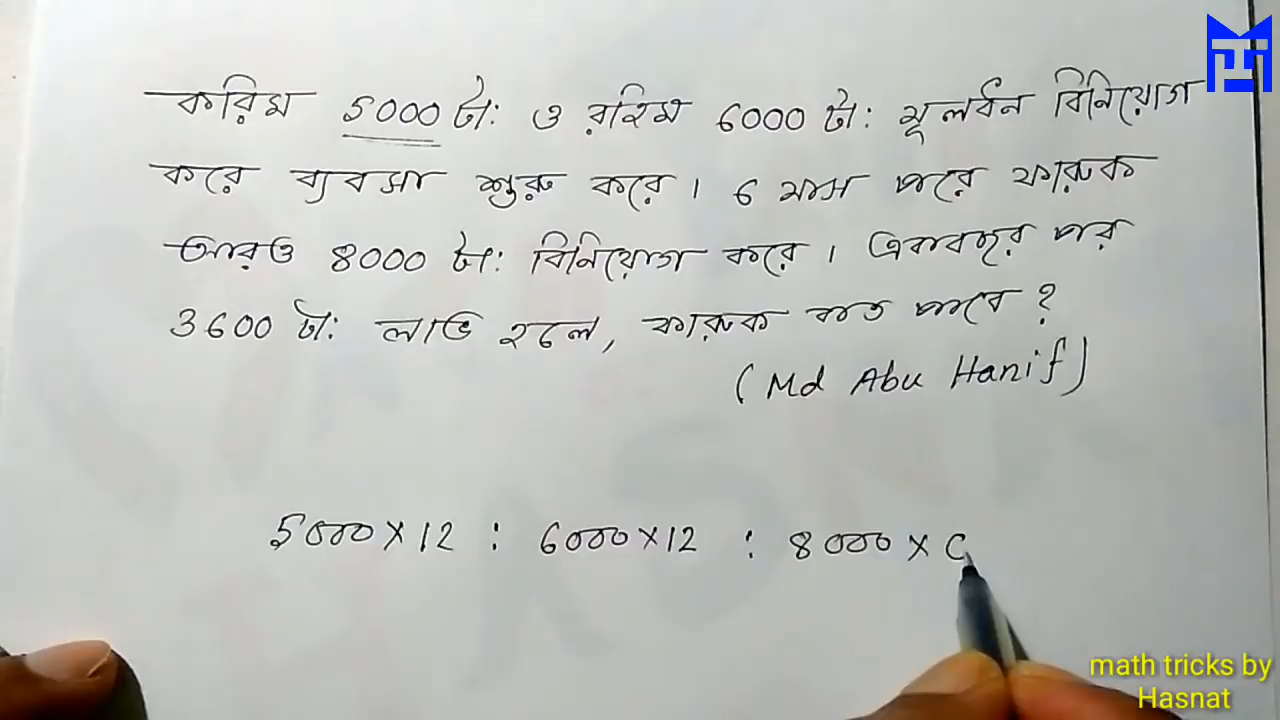 করিম 5000 টা: ও রহিম 6000 টা: মূলধন বিনিয়োগ
করে ব্যবসা শুরু করে। 6 মাস পরে ফারুক
আরও 8000 টা: বিনিয়োগ করে। একবছর পর
3600 টা: লাভ হলে, ফারুক কত পাবে?
(Md Abu Hanif)
5000×12 : 6000×12 : 8000×
math tricks by
Hasnat